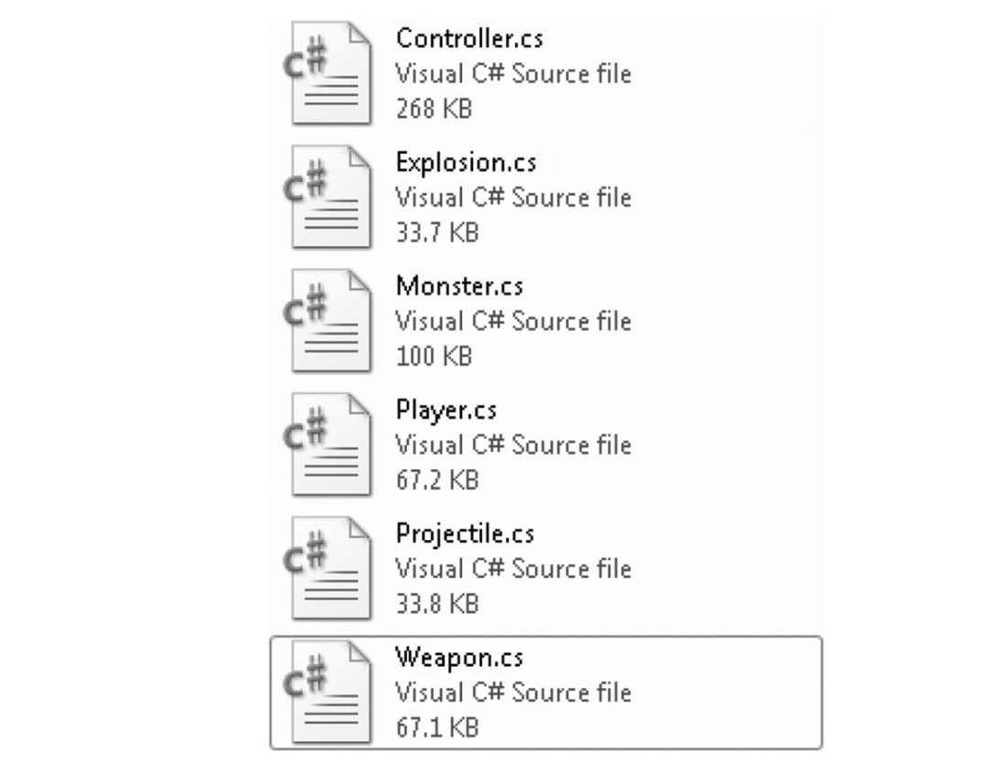 C#
Controller.cs
Visual C# Source file
268 KB
C#
Explosion.cs
Visual C# Source file
33.7 KB
C#
Monster.cs
Visual C# Source file
100 KB
C#
Player.cs
Visual C# Source file
67.2 KB
C#
Projectile.cs
Visual C# Source file
33.8 KB
C#
Weapon.cs
Visual C# Source file
67.1 KB